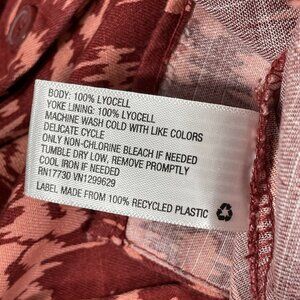 BODY: 100% LYOCELL
YOKE LINING: 100% LYOCELL
MACHINE WASH COLD WITH LIKE COLORS
DELICATE CYCLE
ONLY NON-CHLORINE BLEACH IF NEEDED
TUMBLE DRY LOW, REMOVE PROMPTLY
COOL IRON IF NEEDED
RN17730 VN1299629
LABEL MADE FROM 100% RECYCLED PLASTIC